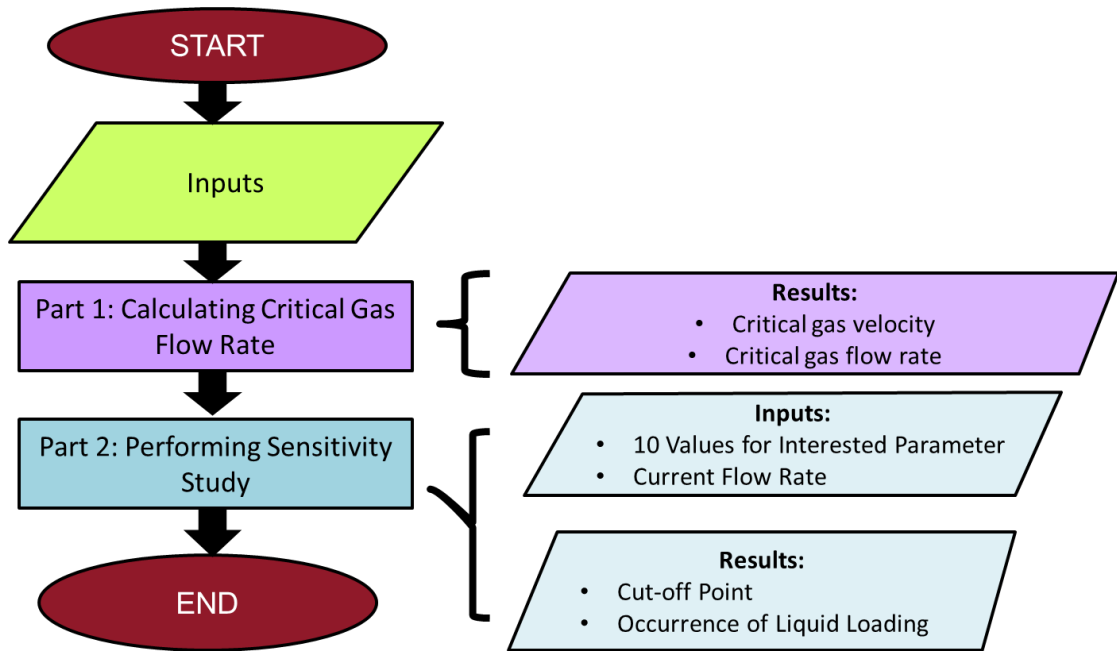 START
Inputs
Part 1: Calculating Critical Gas
Flow Rate
Results:
• Critical gas velocity
• Critical gas flow rate
Part 2: Performing Sensitivity
Study
Inputs:
• 10 Values for Interested Parameter
• Current Flow Rate
Results:
• Cut-off Point
• Occurrence of Liquid Loading
END